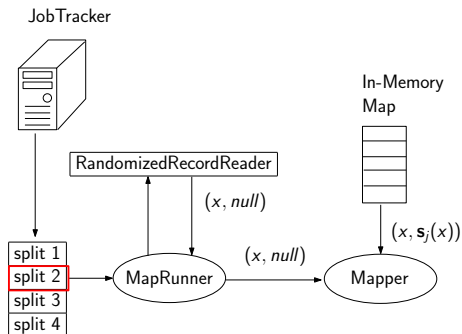 JobTracker
In-Memory
Map
RandomizedRecordReader
(x, null)
(x, s_j(x))
split 1
split 2
split 3
split 4
MapRunner
(x, null)
Mapper